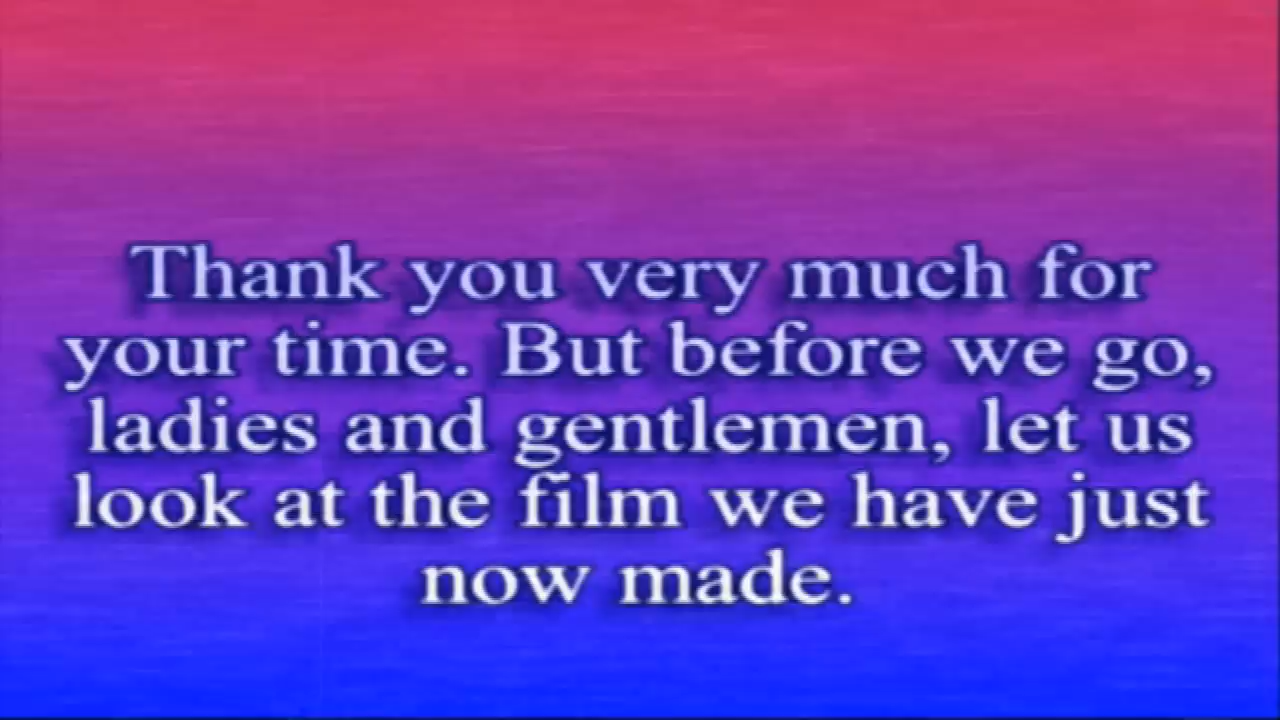 Thank you very much for
your time. But before we go,
ladies and gentlemen, let us
look at the film we have just
now made.